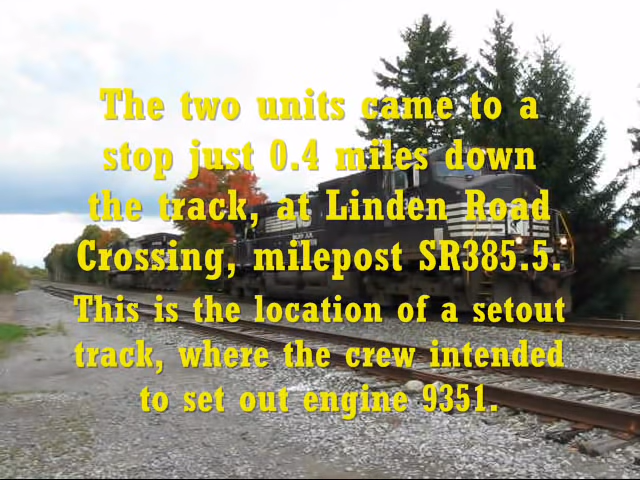 The two units came to a
stop just 0.4 miles down
the track, at Linden Road
Crossing, milepost SR385.5.
This is the location of a setout
track, where the crew intended
to set out engine 9351.